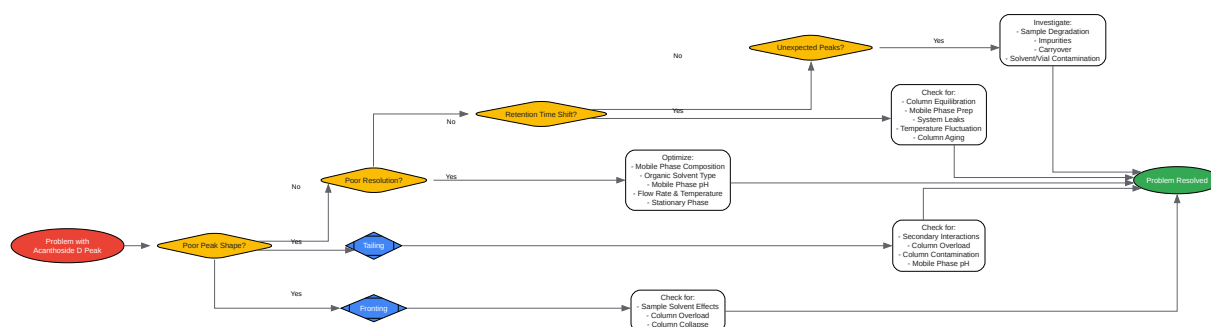 Problem with
Acanthoside D Peak
Poor Peak Shape?
No
Yes
Yes
Poor Resolution?
Tailing
Fronting
No
Yes
Retention Time Shift?
No
Yes
Unexpected Peaks?
Yes
Investigate:
- Sample Degradation
- Impurities
- Carryover
- Solvent/Vial Contamination
Check for:
- Column Equilibration
- Mobile Phase Prep
- System Leaks
- Temperature Fluctuation
- Column Aging
Optimize:
- Mobile Phase Composition
- Organic Solvent Type
- Mobile Phase pH
- Flow Rate & Temperature
- Stationary Phase
Check for:
- Secondary Interactions
- Column Overload
- Column Contamination
- Mobile Phase pH
Check for:
- Sample Solvent Effects
- Column Overload
- Column Collapse
Problem Resolved